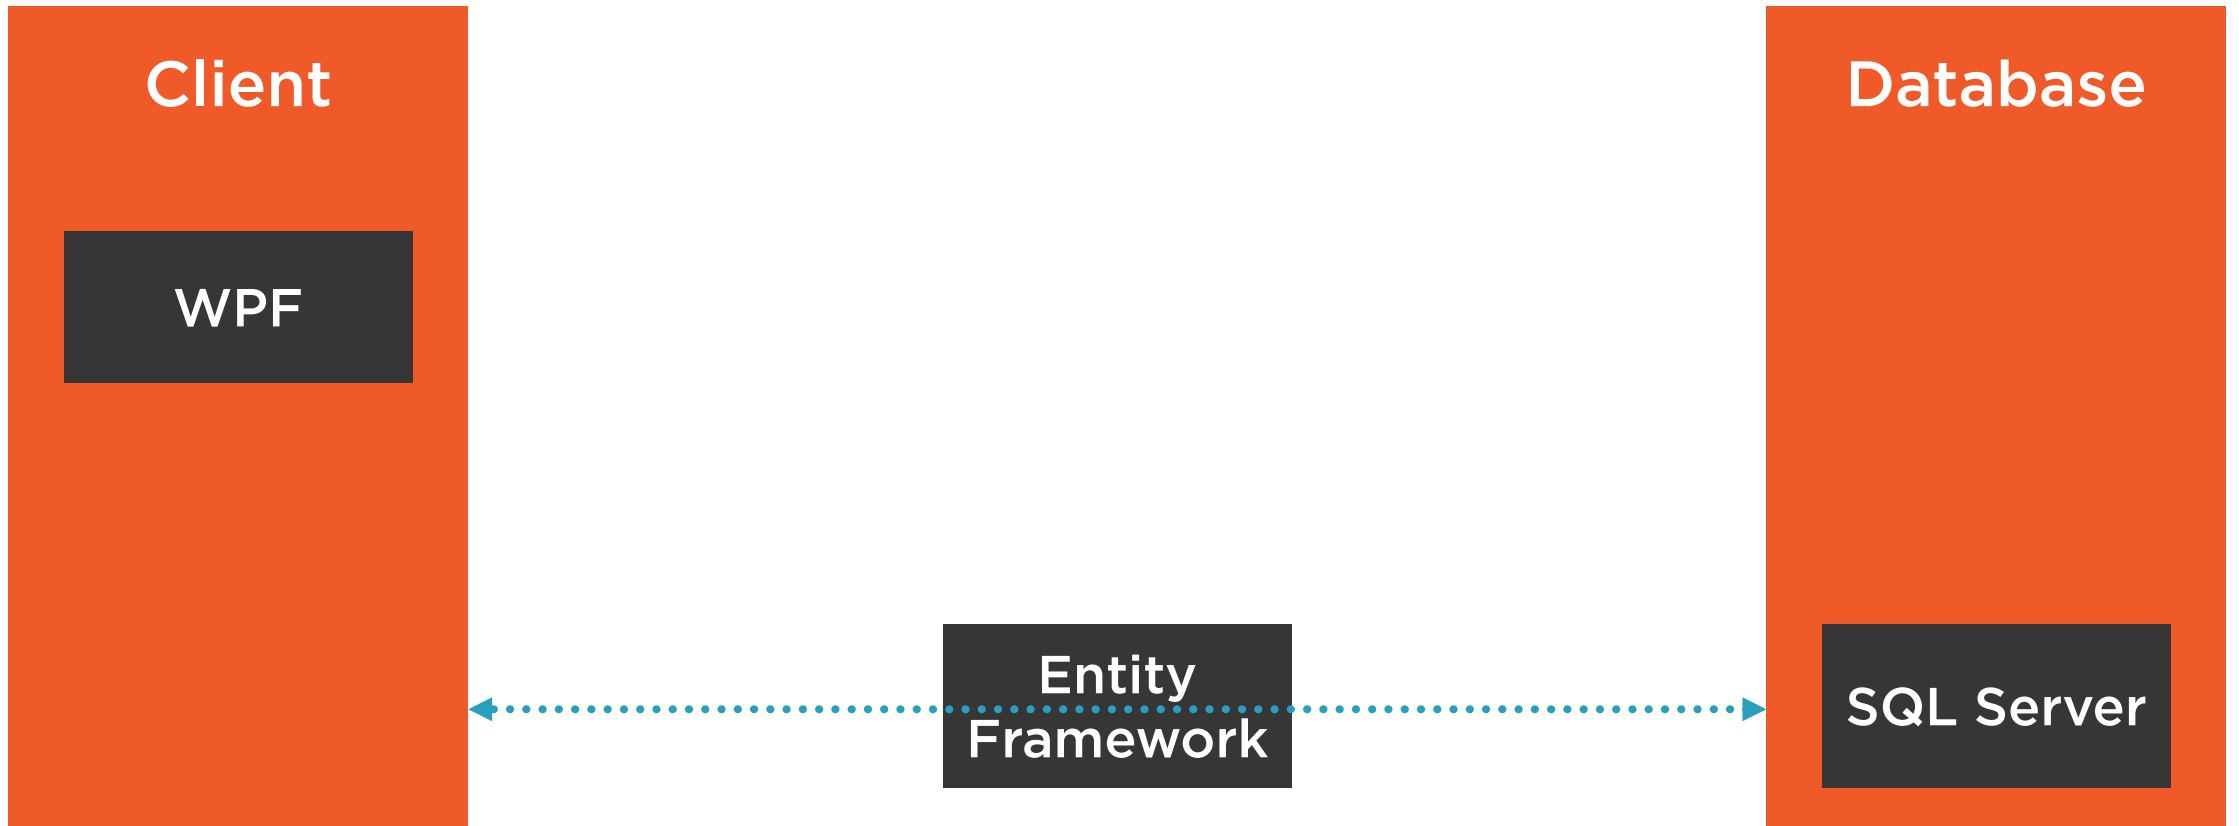 Client
Database
WPF
Entity
Framework
SQL Server